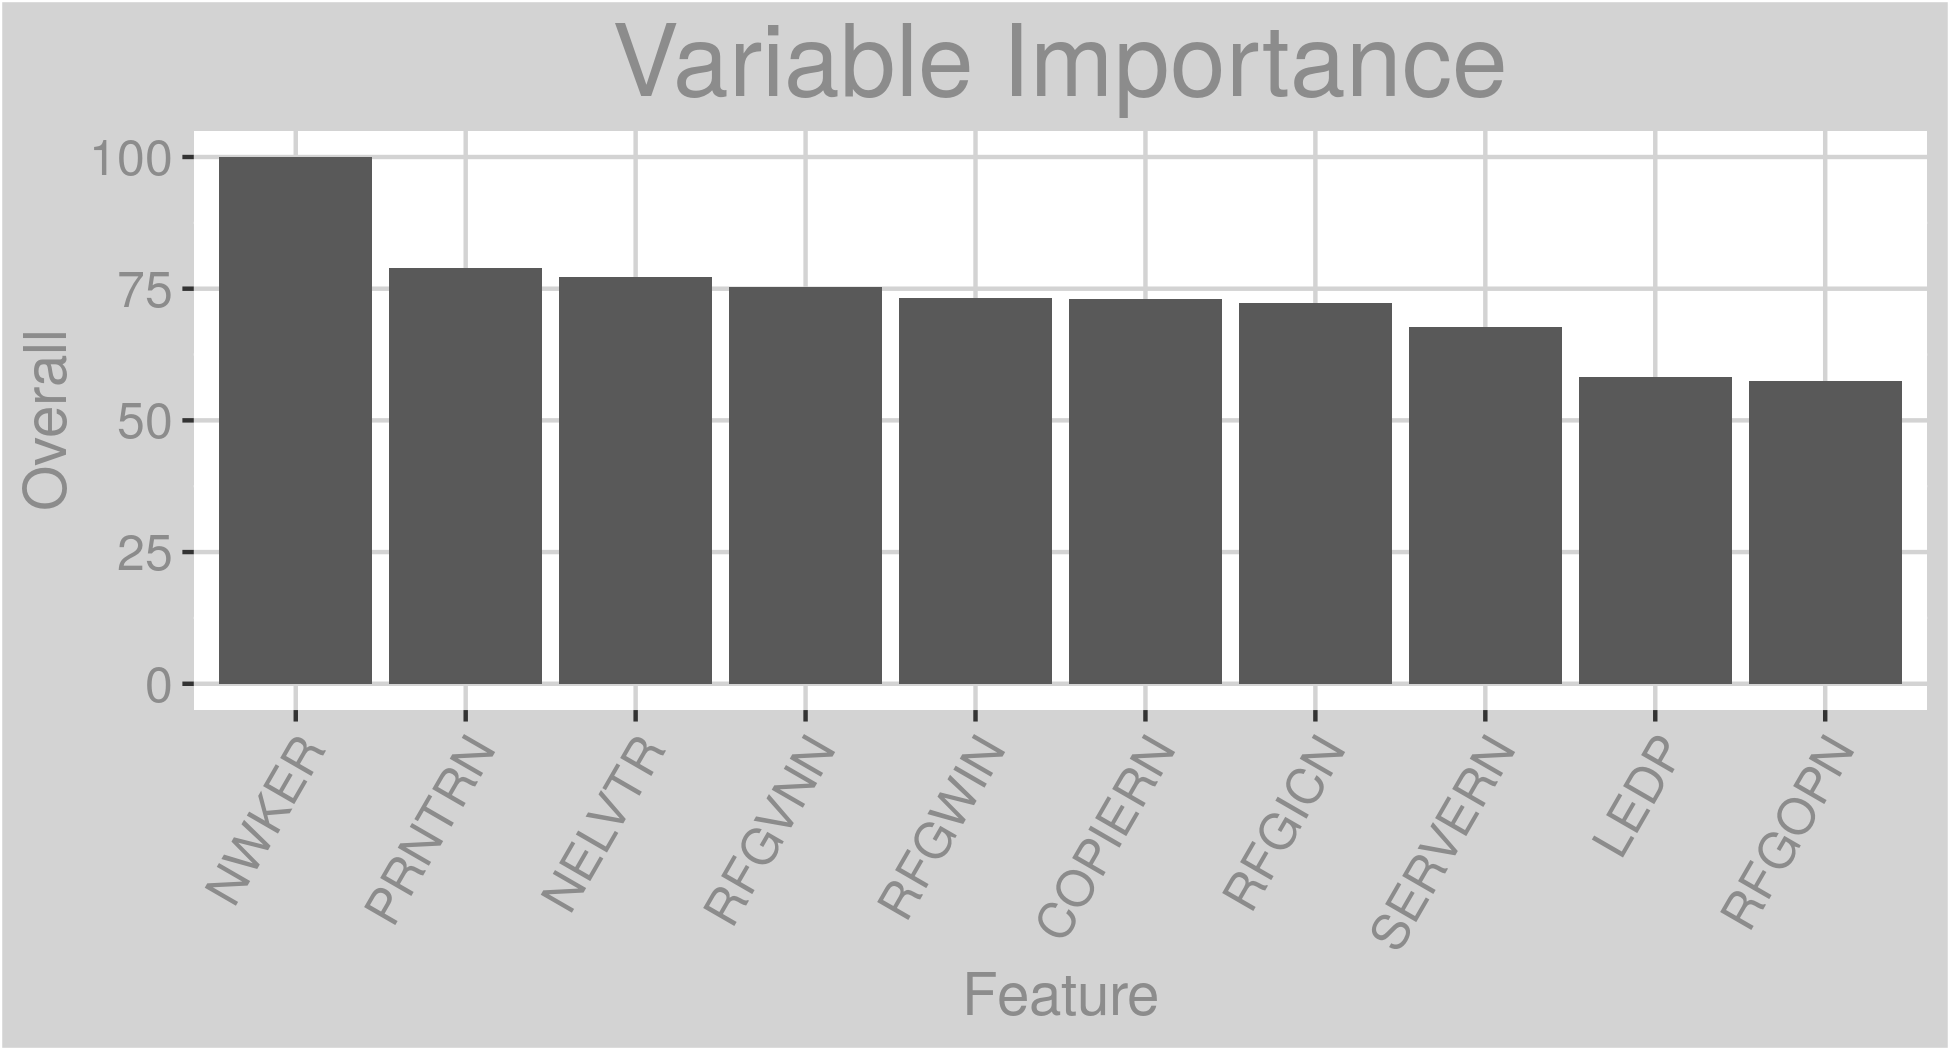 Variable Importance
Overall
100
75
50
25
0
NWKER
PRNTRN
NELVTR
RFGVNN
RFGWIN
COPIERN
RFGICN
SERVERN
LEDP
RFGOPN
Feature